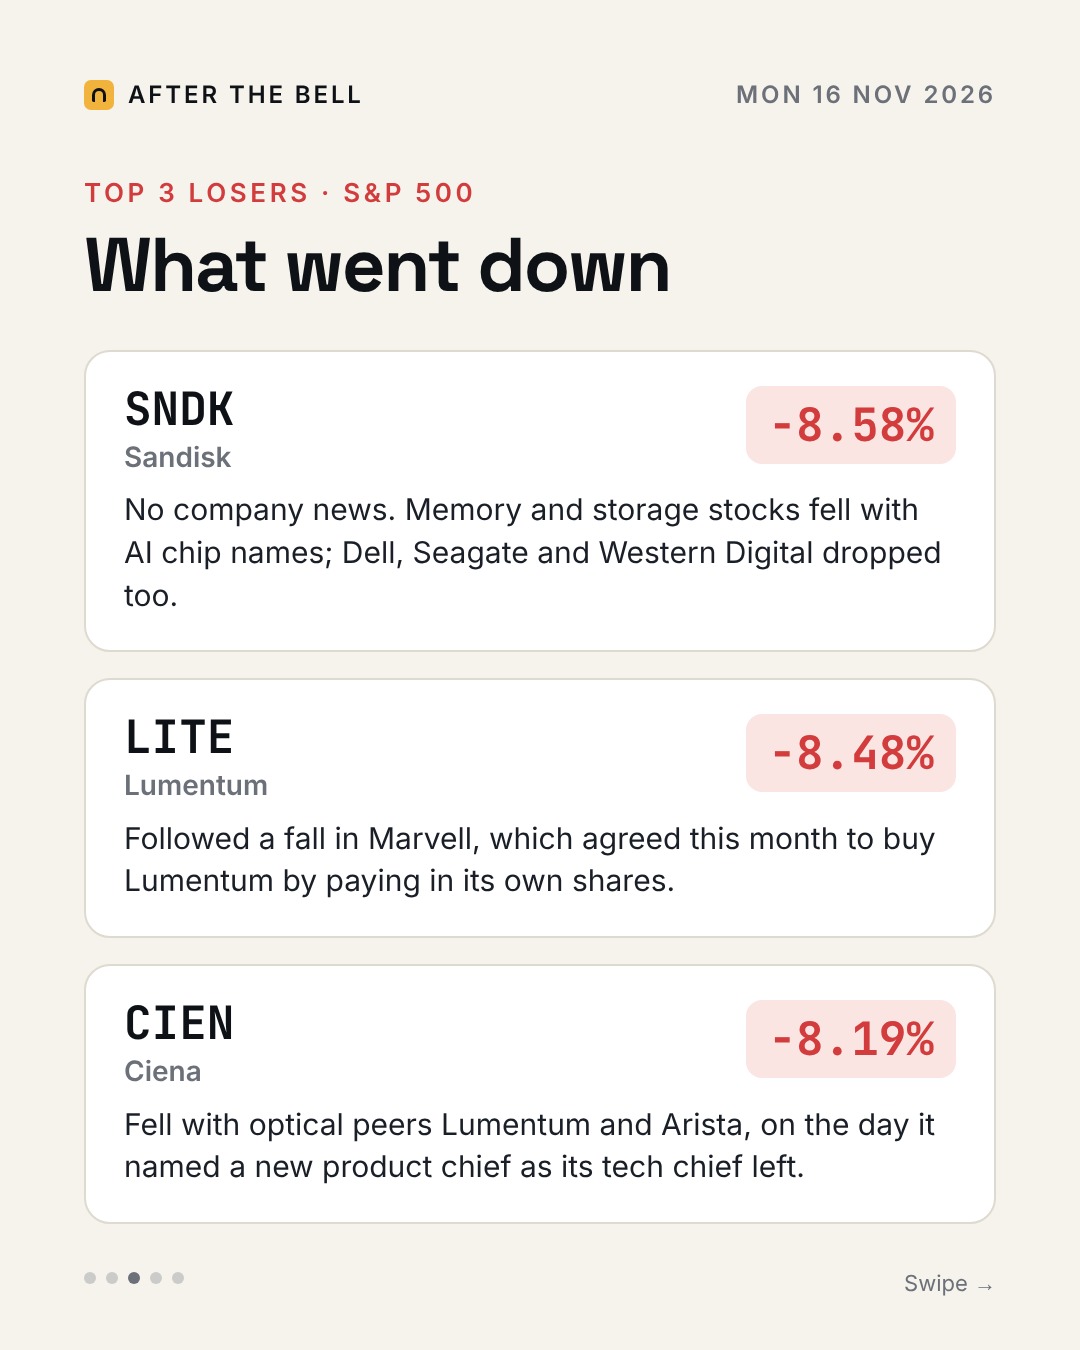 AFTER THE BELL
MON 16 NOV 2026
TOP 3 LOSERS · S&P 500
What went down
SNDK
-8.58%
Sandisk
No company news. Memory and storage stocks fell with
AI chip names; Dell, Seagate and Western Digital dropped
too.
LITE
-8.48%
Lumentum
Followed a fall in Marvell, which agreed this month to buy
Lumentum by paying in its own shares.
CIEN
-8.19%
Ciena
Fell with optical peers Lumentum and Arista, on the day it
named a new product chief as its tech chief left.
Swipe →